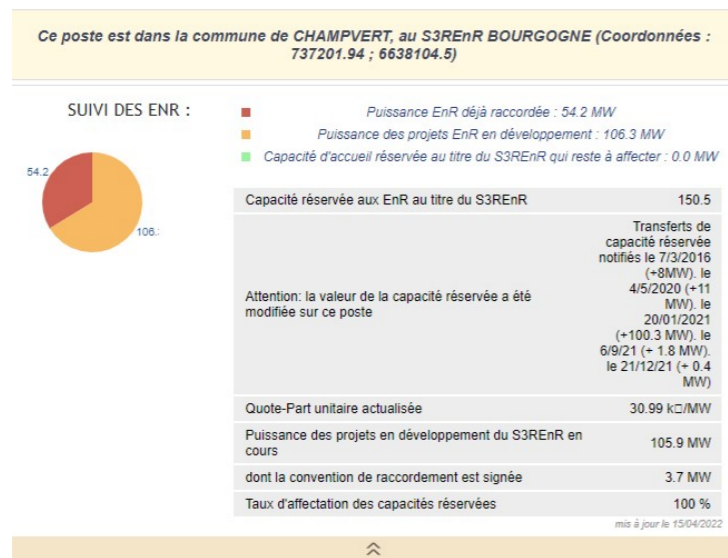 Ce poste est dans la commune de CHAMPVERT, au S3REnR BOURGOGNE (Coordonnées :
737201.94 ; 6638104.5)
SUIVI DES ENR :
Puissance EnR déjà raccordée : 54.2 MW
Puissance des projets EnR en développement : 106.3 MW
Capacité d'accueil réservée au titre du S3REnR qui reste à affecter : 0.0 MW
54.2
106.:
Capacité réservée aux EnR au titre du S3REnR 150.5
Attention: la valeur de la capacité réservée a été
modifiée sur ce poste
Transferts de
capacité réservée
notifiés le 7/3/2016
(+8MW). le
4/5/2020 (+11
MW). le
20/01/2021
(+100.3 MW). le
6/9/21 (+ 1.8 MW).
le 21/12/21 (+ 0.4
MW)
Quote-Part unitaire actualisée 30.99 k□/MW
Puissance des projets en développement du S3REnR en
cours 105.9 MW
dont la convention de raccordement est signée 3.7 MW
Taux d'affectation des capacités réservées 100 %
mis à jour le 15/04/2022